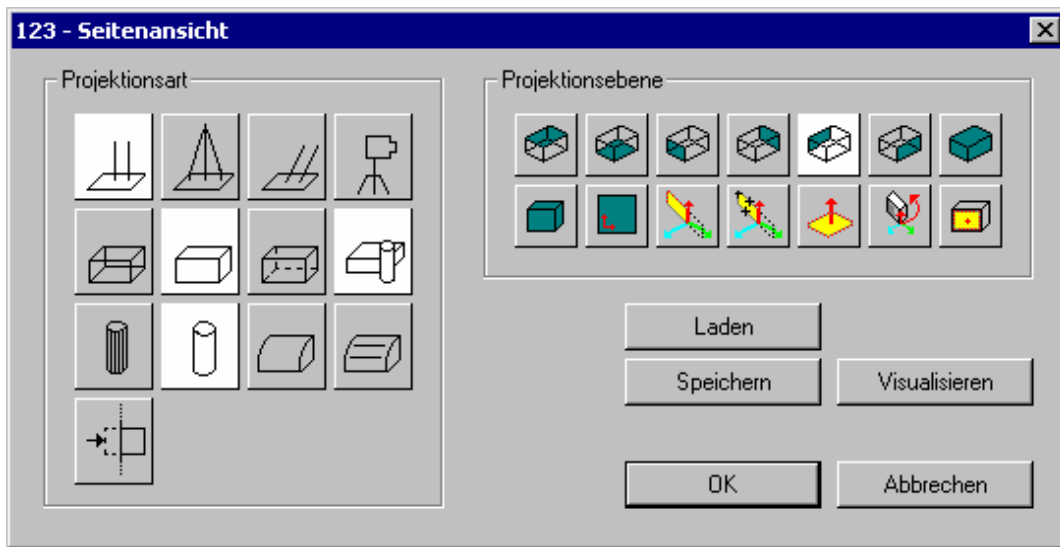 123 - Seitenansicht
Projektionsart
Projektionsebene
Laden
Speichern
Visualisieren
OK
Abbrechen